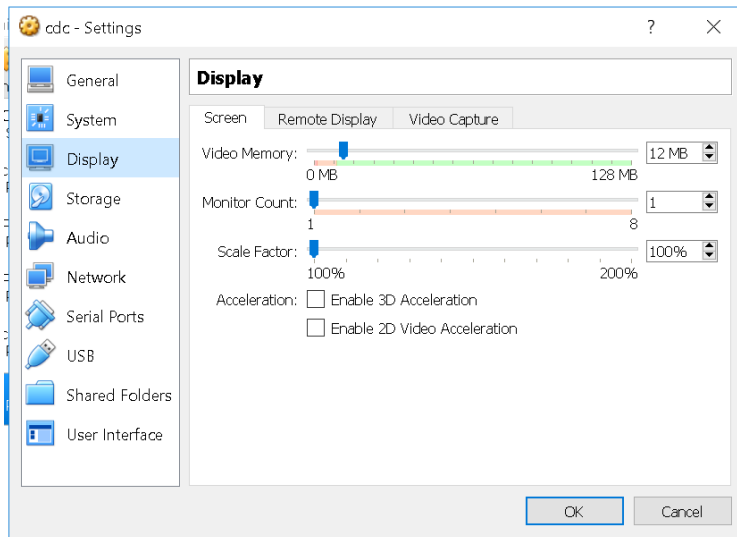 cdc - Settings
?
General
System
Display
Storage
Audio
Network
Serial Ports
USB
Shared Folders
User Interface
Display
Screen
Remote Display
Video Capture
Video Memory:
12 MB
0 MB
128 MB
Monitor Count:
1
1
8
Scale Factor:
100%
100%
200%
Acceleration:
Enable 3D Acceleration
Enable 2D Video Acceleration
OK
Cancel